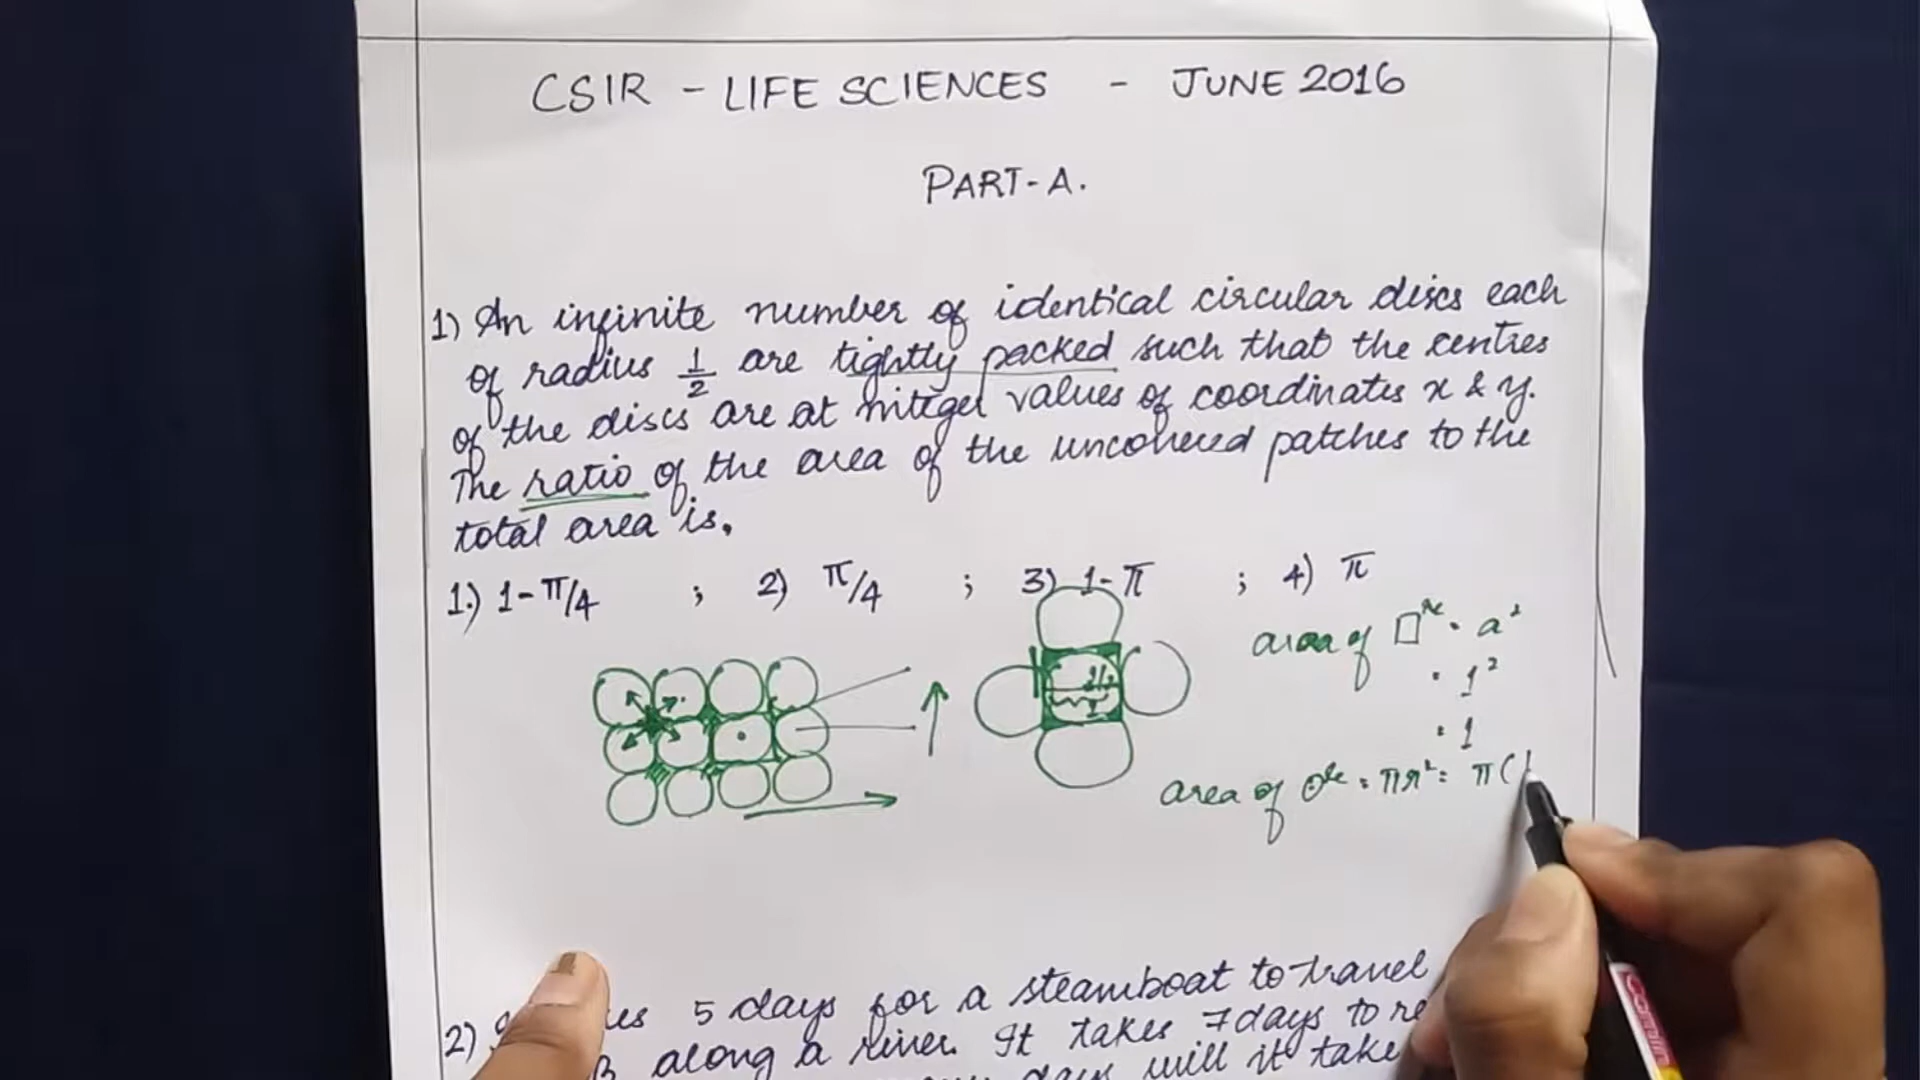 CSIR - LIFE SCIENCES - JUNE 2016
PART-A.
1) An infinite number of identical circular discs each
of radius 1/2 are tightly packed such that the centres
of the discs are at integer values of coordinates x & y.
The ratio of the area of the uncovered patches to the
total area is.
1.) 1-π/4 ; 2) π/4 ; 3) 1-π ; 4) π
area of □ = a²
= 1²
= 1
area of = πr² = π(
2) 5 days for a steamboat to travel
B along a river. It takes 7 days to
days will it take